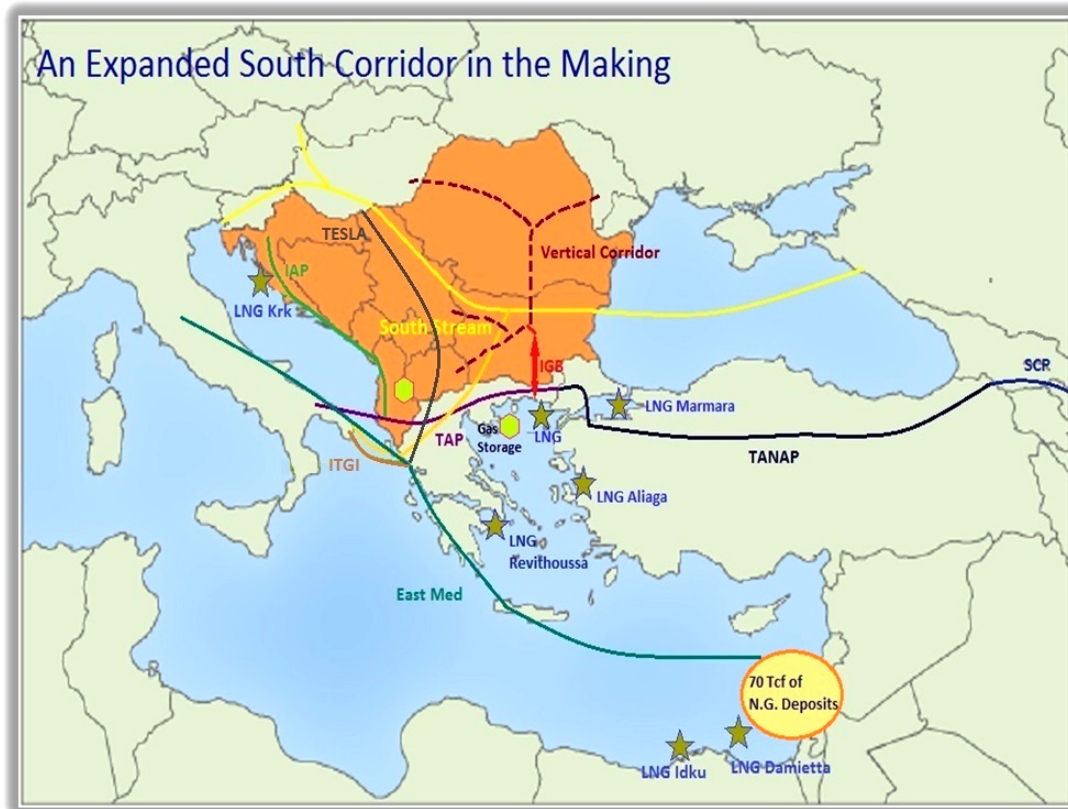 An Expanded South Corridor in the Making
TESLA
Vertical Corridor
IAP
LNG Krk
South Stream
IGB
SCR
LNG Marmara
TAP
Gas
Storage
LNG
TANAP
ITGI
LNG Aliaga
LNG
Revithoussa
East Med
70 Tcf of
N.G. Deposits
LNG Idku
LNG Damietta